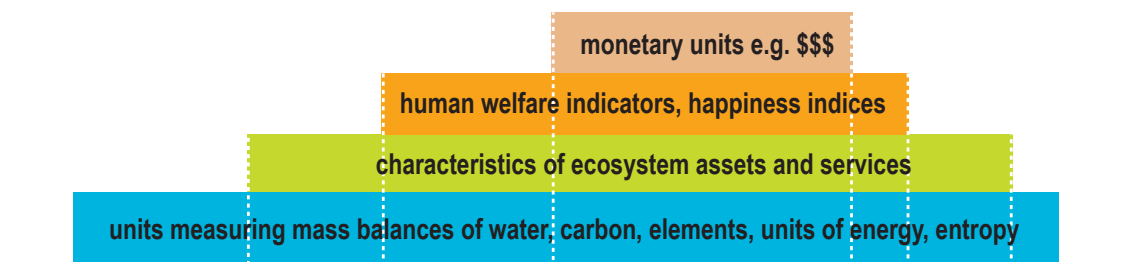 monetary units e.g. $$$
human welfare indicators, happiness indices
characteristics of ecosystem assets and services
units measuring mass balances of water, carbon, elements, units of energy, entropy